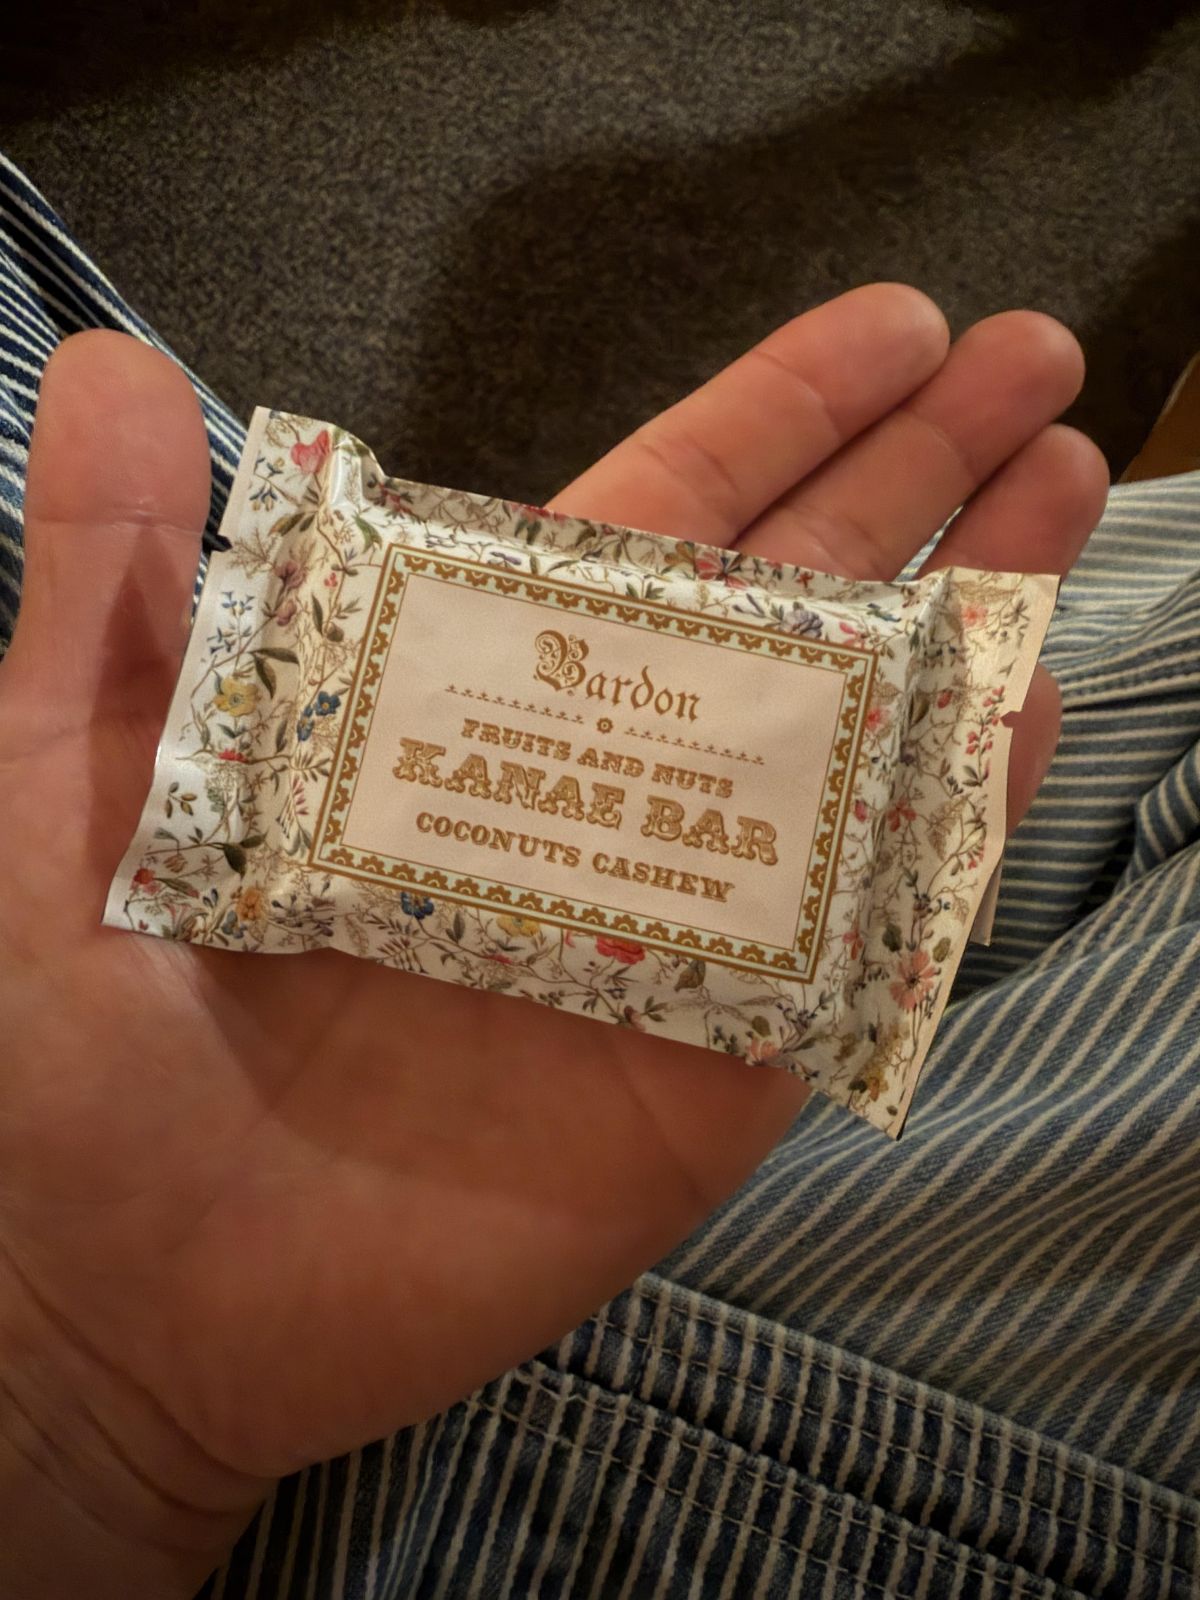 Bardon
FRUITS AND NUTS
KANAE BAR
COCONUTS CASHEW